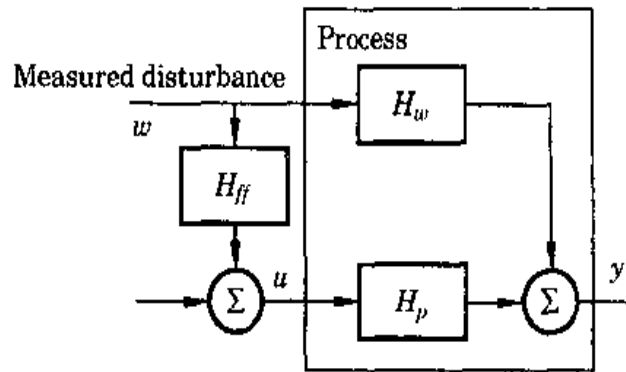 Process
Measured disturbance
w
H_w
H_ff
Σ
u
H_p
Σ
y